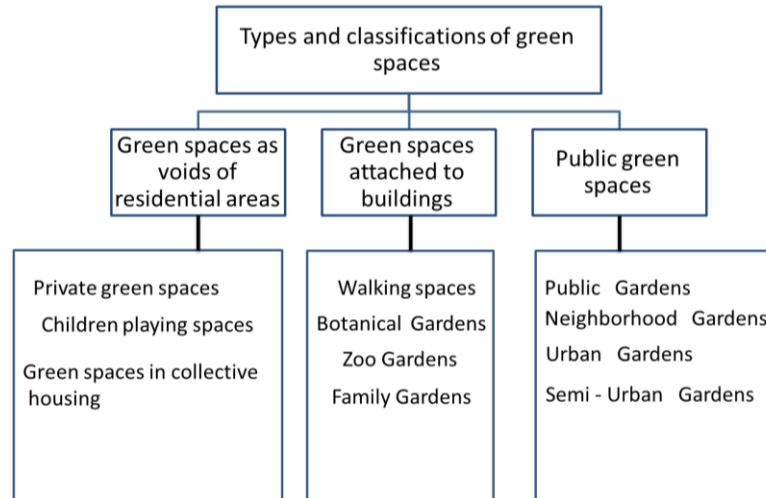 Types and classifications of green
spaces
Green spaces as
voids of
residential areas
Green spaces
attached to
buildings
Public green
spaces
Private green spaces
Children playing spaces
Green spaces in collective
housing
Walking spaces
Botanical Gardens
Zoo Gardens
Family Gardens
Public Gardens
Neighborhood Gardens
Urban Gardens
Semi - Urban Gardens